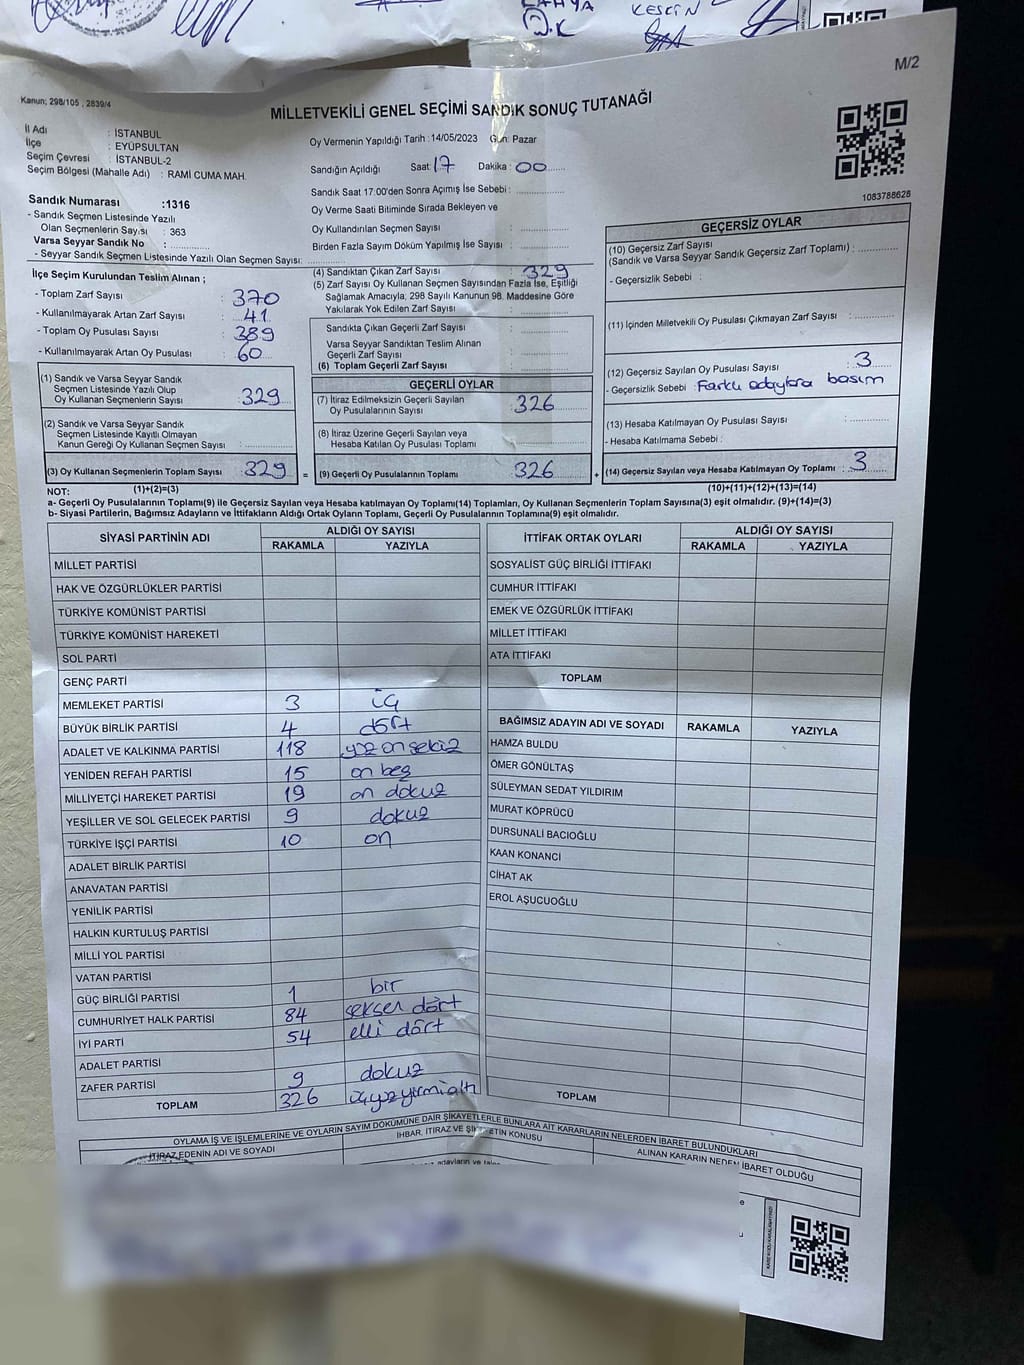 KESKİN
M/2
Kanun; 298/105 , 2839/4
MİLLETVEKİLİ GENEL SEÇİMİ SANDIK SONUÇ TUTANAĞI
İl Adı : İSTANBUL
İlçe : EYÜPSULTAN
Seçim Çevresi : İSTANBUL-2
Seçim Bölgesi (Mahalle Adı) : RAMİ CUMA MAH.
Sandık Numarası :1316
- Sandık Seçmen Listesinde Yazılı
Olan Seçmenlerin Sayısı : 363
Varsa Seyyar Sandık No :
- Seyyar Sandık Seçmen Listesinde Yazılı Olan Seçmen Sayısı:
Oy Vermenin Yapıldığı Tarih : 14/05/2023 Gün: Pazar
Sandığın Açıldığı Saat: 17 Dakika : 00
Sandık Saat 17:00'den Sonra Açımış İse Sebebi :
Oy Verme Saati Bitiminde Sırada Bekleyen ve
Oy Kullandırılan Seçmen Sayısı :
Birden Fazla Sayım Döküm Yapılmış İse Sayısı :
1083788628
İlçe Seçim Kurulundan Teslim Alınan ;
- Toplam Zarf Sayısı : 370
- Kullanılmayarak Artan Zarf Sayısı : 41
- Toplam Oy Pusulası Sayısı : 389
- Kullanılmayarak Artan Oy Pusulası : 60
(4) Sandıktan Çıkan Zarf Sayısı : 329
(5) Zarf Sayısı Oy Kullanan Seçmen Sayısından Fazla İse, Eşitliği
Sağlamak Amacıyla, 298 Sayılı Kanunun 98. Maddesine Göre
Yakılarak Yok Edilen Zarf Sayısı :
Sandıkta Çıkan Geçerli Zarf Sayısı :
Varsa Seyyar Sandıktan Teslim Alınan
Geçerli Zarf Sayısı :
(6) Toplam Geçerli Zarf Sayısı :
GEÇERSİZ OYLAR
(10) Geçersiz Zarf Sayısı
(Sandık ve Varsa Seyyar Sandık Geçersiz Zarf Toplamı) :
- Geçersizlik Sebebi :
(11) İçinden Milletvekili Oy Pusulası Çıkmayan Zarf Sayısı :
(12) Geçersiz Sayılan Oy Pusulası Sayısı : 3
- Geçersizlik Sebebi : Farklı adaylara basım
(13) Hesaba Katılmayan Oy Pusulası Sayısı :
- Hesaba Katılmama Sebebi :
(14) Geçersiz Sayılan veya Hesaba Katılmayan Oy Toplamı : 3
(1) Sandık ve Varsa Seyyar Sandık
Seçmen Listesinde Yazılı Olup
Oy Kullanan Seçmenlerin Sayısı : 329
(2) Sandık ve Varsa Seyyar Sandık
Seçmen Listesinde Kayıtlı Olmayan
Kanun Gereği Oy Kullanan Seçmen Sayısı :
(3) Oy Kullanan Seçmenlerin Toplam Sayısı : 329 =
GEÇERLİ OYLAR
(7) İtiraz Edilmeksizin Geçerli Sayılan
Oy Pusulalarının Sayısı : 326
(8) İtiraz Üzerine Geçerli Sayılan veya
Hesaba Katılan Oy Pusulası Toplamı :
(9) Geçerli Oy Pusulalarının Toplamı : 326 +
NOT: (1)+(2)=(3) (10)+(11)+(12)+(13)=(14)
a- Geçerli Oy Pusulalarının Toplamı(9) ile Geçersiz Sayılan veya Hesaba katılmayan Oy Toplamı(14) Toplamları, Oy Kullanan Seçmenlerin Toplam Sayısına(3) eşit olmalıdır. (9)+(14)=(3)
b- Siyasi Partilerin, Bağımsız Adayların ve İttifakların Aldığı Ortak Oyların Toplamı, Geçerli Oy Pusulalarının Toplamına(9) eşit olmalıdır.
SİYASİ PARTİNİN ADI ALDIĞI OY SAYISI
RAKAMLA YAZIYLA
MİLLET PARTİSİ
HAK VE ÖZGÜRLÜKLER PARTİSİ
TÜRKİYE KOMÜNİST PARTİSİ
TÜRKİYE KOMÜNİST HAREKETİ
SOL PARTİ
GENÇ PARTİ
MEMLEKET PARTİSİ 3 üç
BÜYÜK BİRLİK PARTİSİ 4 dört
ADALET VE KALKINMA PARTİSİ 118 yüz on sekiz
YENİDEN REFAH PARTİSİ 15 on beş
MİLLİYETÇİ HAREKET PARTİSİ 19 on dokuz
YEŞİLLER VE SOL GELECEK PARTİSİ 9 dokuz
TÜRKİYE İŞÇİ PARTİSİ 10 on
ADALET BİRLİK PARTİSİ
ANAVATAN PARTİSİ
YENİLİK PARTİSİ
HALKIN KURTULUŞ PARTİSİ
MİLLİ YOL PARTİSİ
VATAN PARTİSİ
GÜÇ BİRLİĞİ PARTİSİ 1 bir
CUMHURİYET HALK PARTİSİ 84 seksen dört
İYİ PARTİ 54 elli dört
ADALET PARTİSİ
ZAFER PARTİSİ 9 dokuz
TOPLAM 326 üçyüzyirmialtı
İTTİFAK ORTAK OYLARI ALDIĞI OY SAYISI
RAKAMLA YAZIYLA
SOSYALİST GÜÇ BİRLİĞİ İTTİFAKI
CUMHUR İTTİFAKI
EMEK VE ÖZGÜRLÜK İTTİFAKI
MİLLET İTTİFAKI
ATA İTTİFAKI
TOPLAM
BAĞIMSIZ ADAYIN ADI VE SOYADI RAKAMLA YAZIYLA
HAMZA BULDU
ÖMER GÖNÜLTAŞ
SÜLEYMAN SEDAT YILDIRIM
MURAT KÖPRÜCÜ
DURSUNALİ BACIOĞLU
KAAN KONANCİ
CİHAT AK
EROL AŞUCUOĞLU
TOPLAM
OYLAMA İŞ VE İŞLEMLERİNE VE OYLARIN SAYIM DÖKÜMÜNE DAİR ŞİKAYETLERLE BUNLARA AİT KARARLARIN NELERDEN İBARET BULUNDUKLARI
İTİRAZ EDENİN ADI VE SOYADI İHBAR, İTİRAZ VE ŞİKAYETİN KONUSU ALINAN KARARIN NEDEN İBARET OLDUĞU